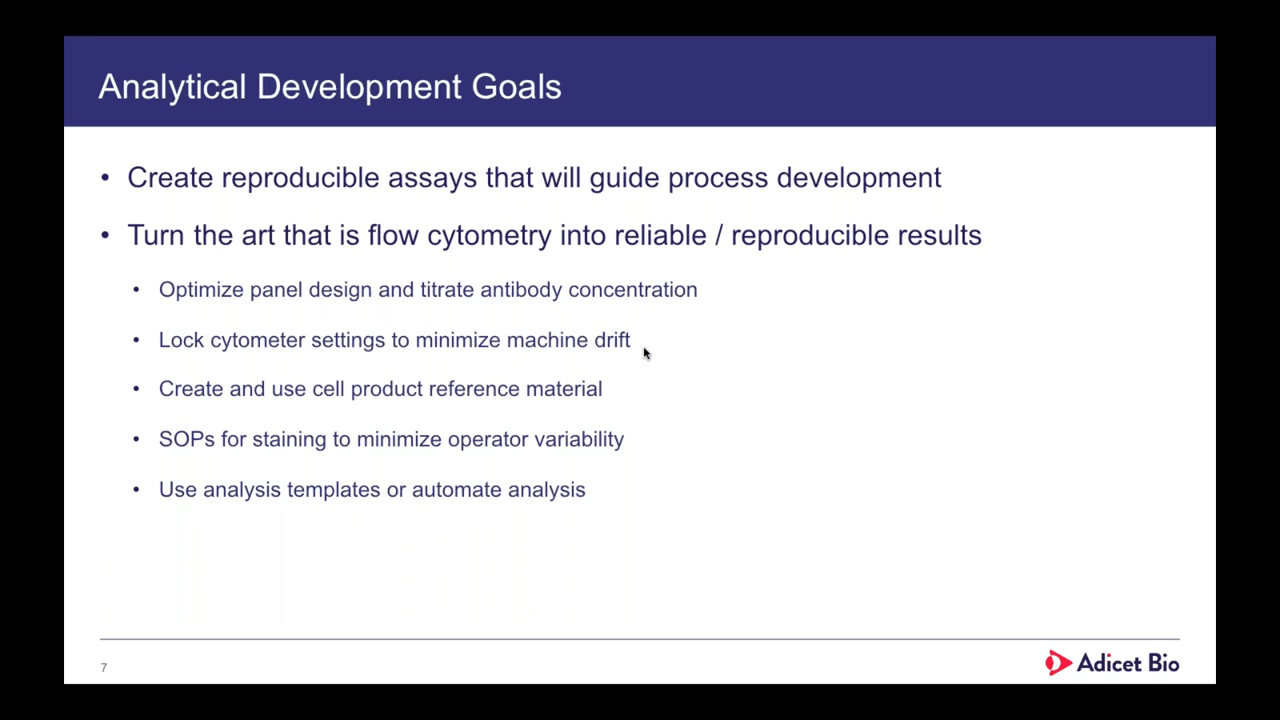 Analytical Development Goals
• Create reproducible assays that will guide process development
• Turn the art that is flow cytometry into reliable / reproducible results
• Optimize panel design and titrate antibody concentration
• Lock cytometer settings to minimize machine drift
• Create and use cell product reference material
• SOPs for staining to minimize operator variability
• Use analysis templates or automate analysis
7
Adicet Bio